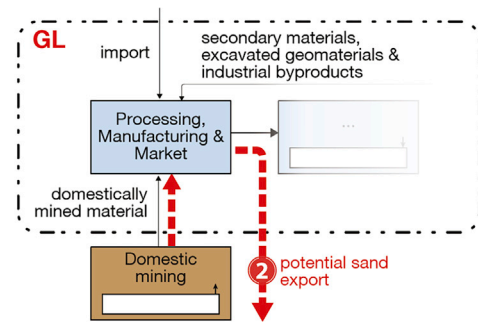 GL
import
secondary materials,
excavated geomaterials &
industrial byproducts
Processing,
Manufacturing &
Market
...
domestically
mined material
Domestic
mining
2
potential sand
export